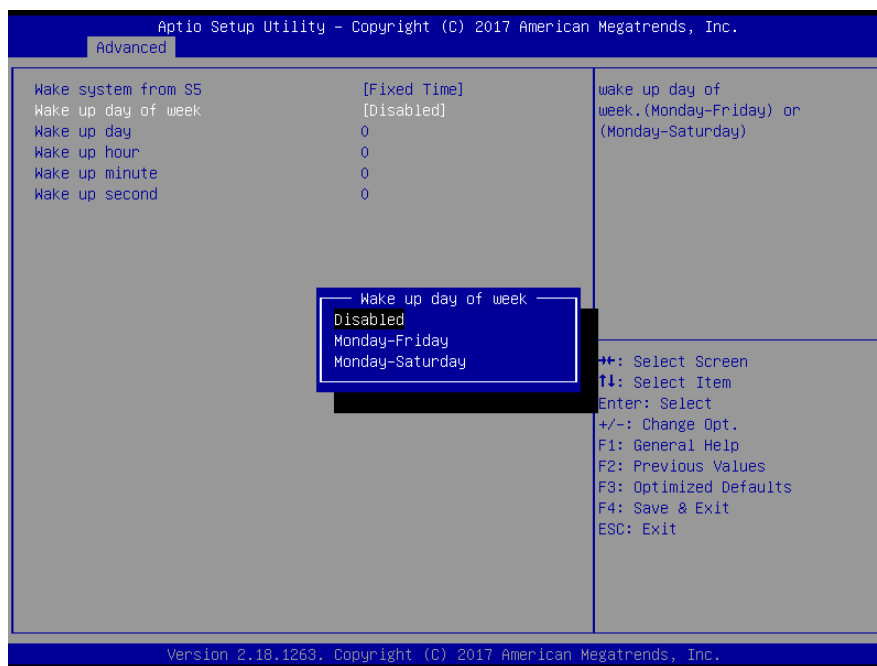 Aptio Setup Utility – Copyright (C) 2017 American Megatrends, Inc.
Advanced
Wake system from S5 [Fixed Time]
Wake up day of week [Disabled]
Wake up day 0
Wake up hour 0
Wake up minute 0
Wake up second 0
wake up day of
week.(Monday-Friday) or
(Monday-Saturday)
Wake up day of week
Disabled
Monday-Friday
Monday-Saturday
→←: Select Screen
↑↓: Select Item
Enter: Select
+/-: Change Opt.
F1: General Help
F2: Previous Values
F3: Optimized Defaults
F4: Save & Exit
ESC: Exit
Version 2.18.1263. Copyright (C) 2017 American Megatrends, Inc.